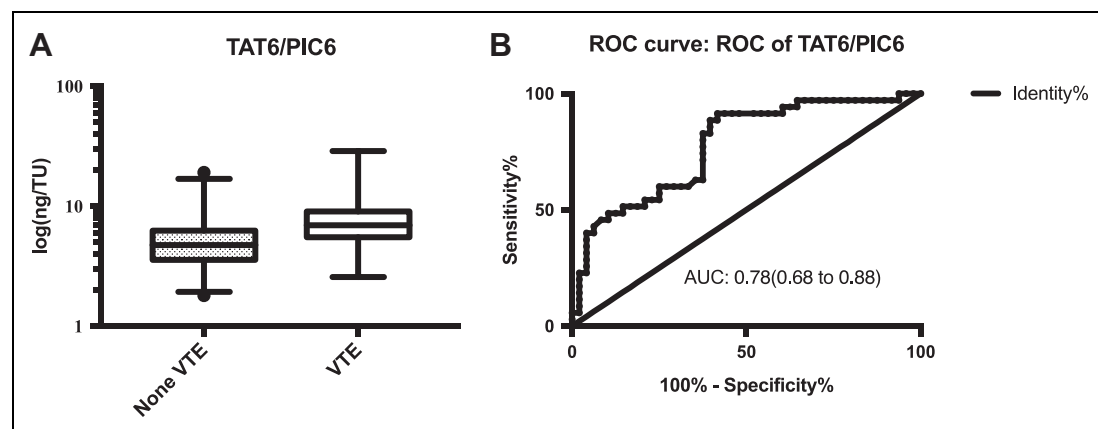 A
TAT6/PIC6
log(ng/TU)
100
10
1
None VTE
VTE
B
ROC curve: ROC of TAT6/PIC6
Sensitivity%
100
50
0
0
50
100
100% - Specificity%
AUC: 0.78(0.68 to 0.88)
Identity%